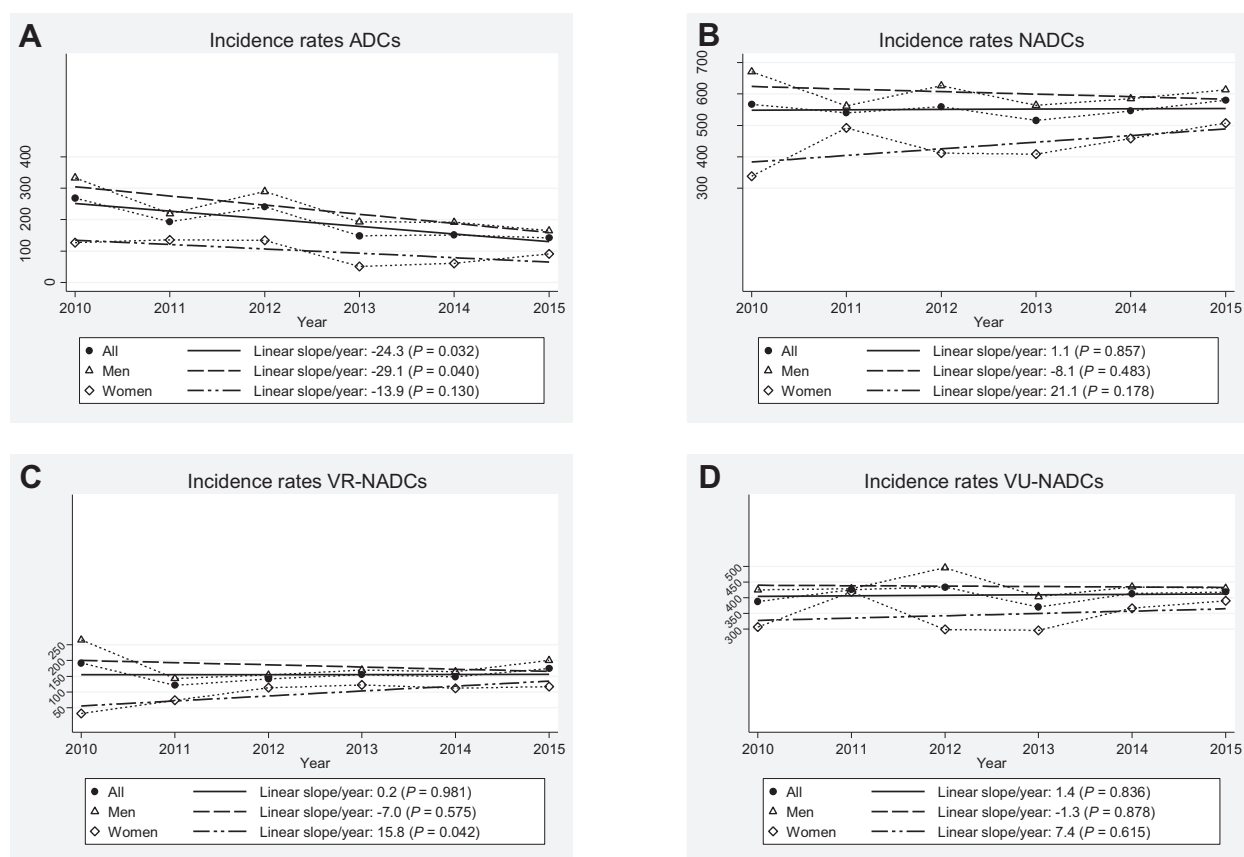 A
Incidence rates ADCs
400
300
200
100
0
2010 2011 2012 2013 2014 2015
Year
All Linear slope/year: -24.3 (P = 0.032)
Men Linear slope/year: -29.1 (P = 0.040)
Women Linear slope/year: -13.9 (P = 0.130)
B
Incidence rates NADCs
700
600
500
400
300
2010 2011 2012 2013 2014 2015
Year
All Linear slope/year: 1.1 (P = 0.857)
Men Linear slope/year: -8.1 (P = 0.483)
Women Linear slope/year: 21.1 (P = 0.178)
C
Incidence rates VR-NADCs
250
200
150
100
50
2010 2011 2012 2013 2014 2015
Year
All Linear slope/year: 0.2 (P = 0.981)
Men Linear slope/year: -7.0 (P = 0.575)
Women Linear slope/year: 15.8 (P = 0.042)
D
Incidence rates VU-NADCs
500
450
400
350
300
2010 2011 2012 2013 2014 2015
Year
All Linear slope/year: 1.4 (P = 0.836)
Men Linear slope/year: -1.3 (P = 0.878)
Women Linear slope/year: 7.4 (P = 0.615)